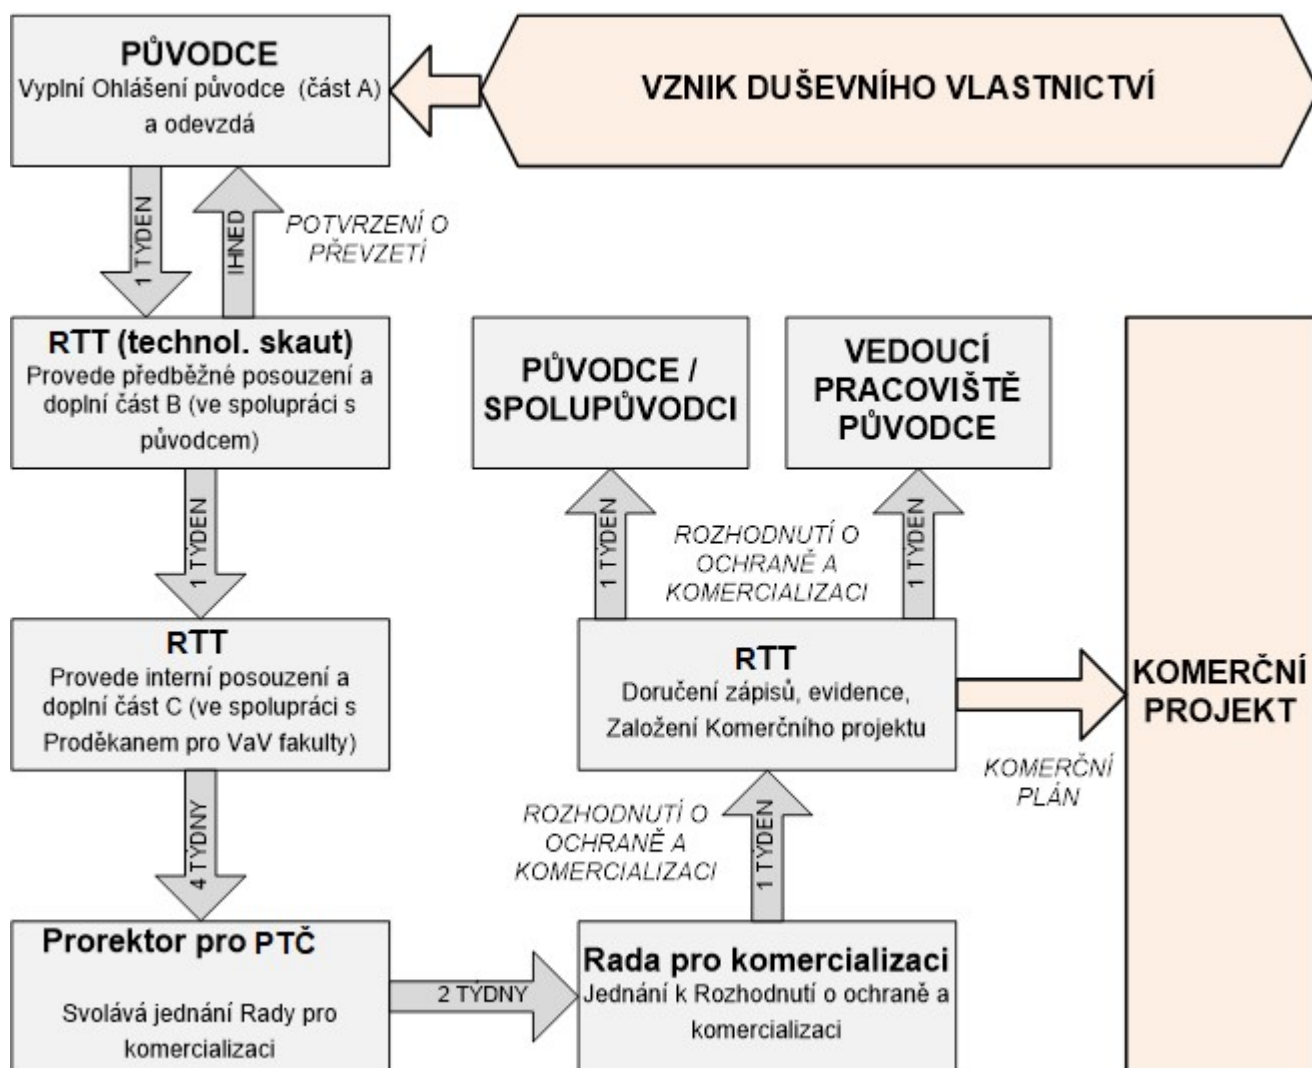 PŮVODCE
Vyplní Ohlášení původce (část A)
a odevzdá
VZNIK DUŠEVNÍHO VLASTNICTVÍ
1 TÝDEN
IHNED
POTVRZENÍ O
PŘEVZETÍ
RTT (technol. skaut)
Provede předběžné posouzení a
doplní část B (ve spolupráci s
původcem)
1 TÝDEN
RTT
Provede interní posouzení a
doplní část C (ve spolupráci s
Proděkanem pro VaV fakulty)
4 TÝDNY
Prorektor pro PTČ
Svolává jednání Rady pro
komercializaci
2 TÝDNY
Rada pro komercializaci
Jednání k Rozhodnutí o ochraně a
komercializaci
1 TÝDEN
ROZHODNUTÍ O
OCHRANĚ A
KOMERCIALIZACI
RTT
Doručení zápisů, evidence,
Založení Komerčního projektu
1 TÝDEN
ROZHODNUTÍ O
OCHRANĚ A
KOMERCIALIZACI
1 TÝDEN
PŮVODCE /
SPOLUPŮVODCI
VEDOUCÍ
PRACOVIŠTĚ
PŮVODCE
KOMERČNÍ
PLÁN
KOMERČNÍ
PROJEKT